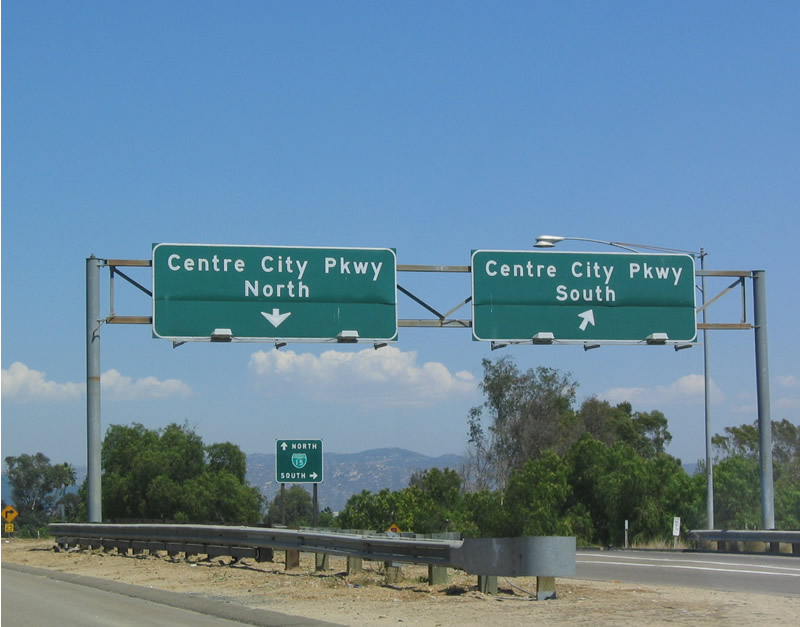 Centre City Pkwy
North
Centre City Pkwy
South
NORTH
15
SOUTH